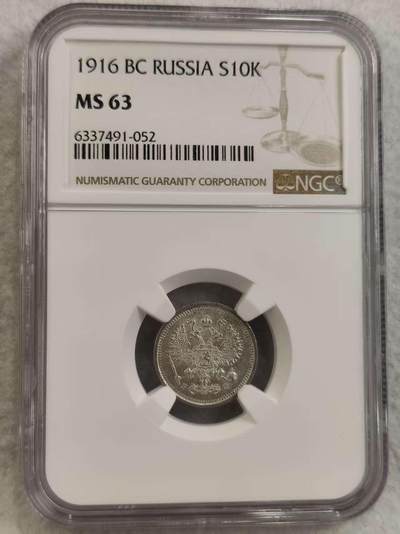 1916 BC RUSSIA S10K
MS 63
6337491-052
NUMISMATIC GUARANTY CORPORATION NGC®